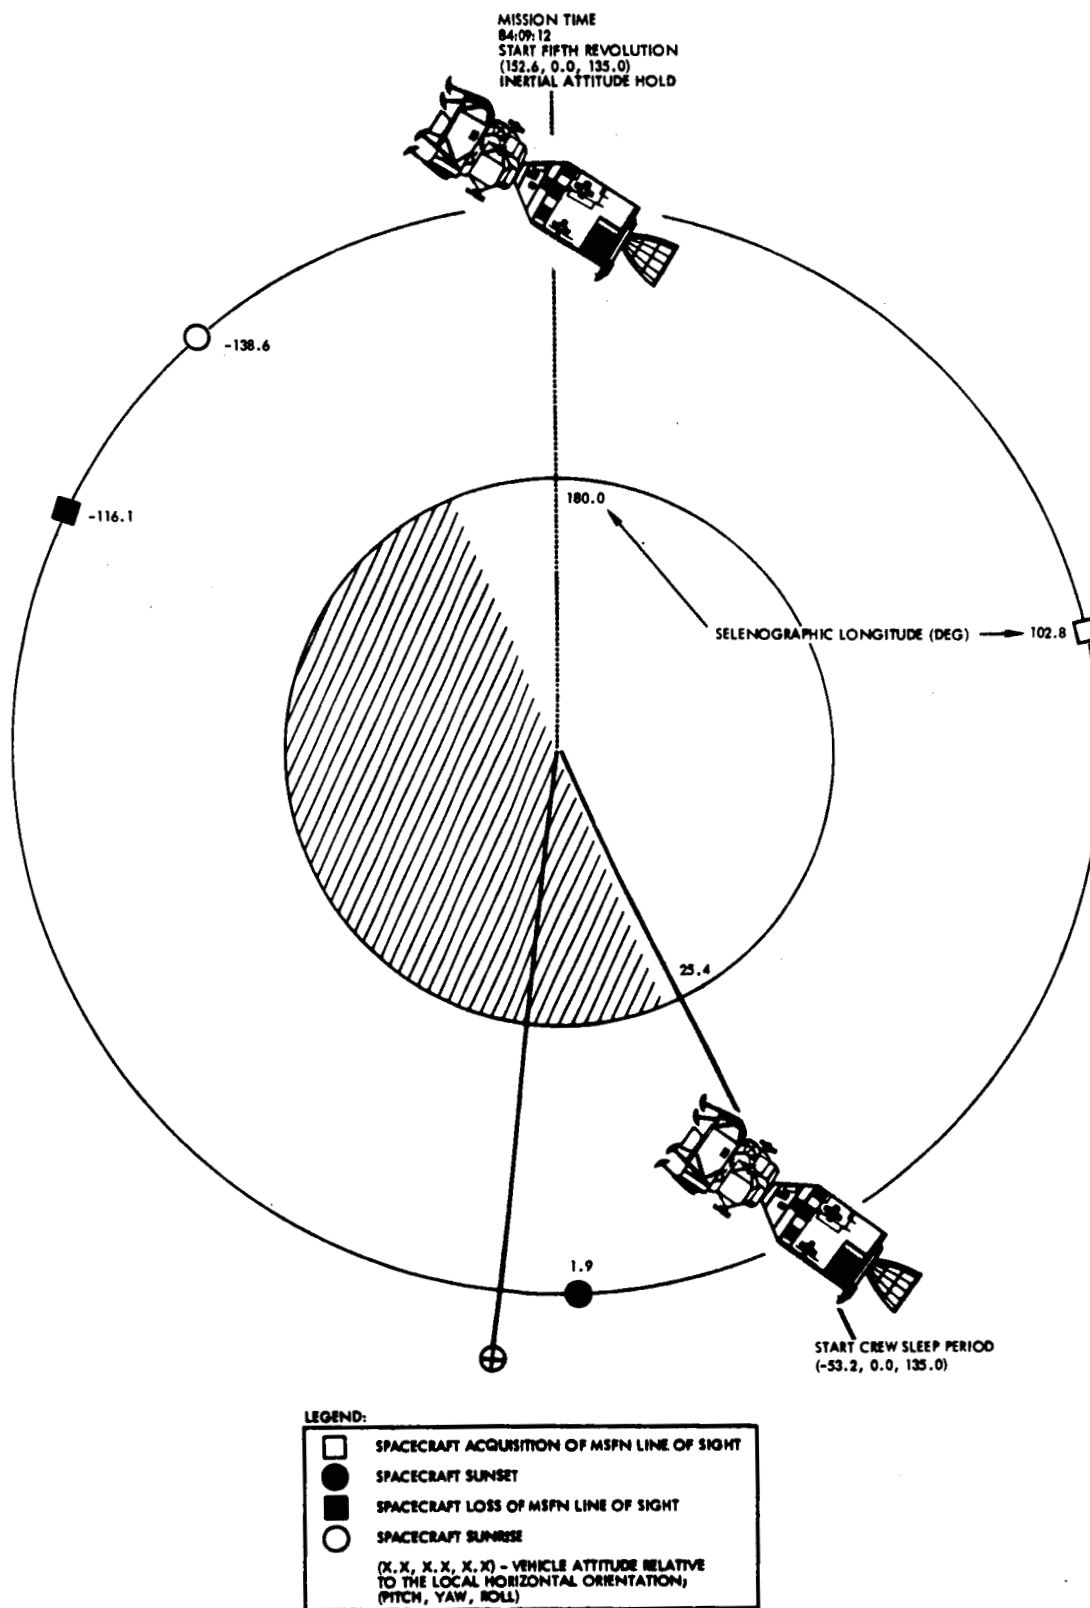 MISSION TIME
84:09:12
START FIFTH REVOLUTION
(152.6, 0.0, 135.0)
INERTIAL ATTITUDE HOLD
-138.6
-116.1
180.0
SELENOGRAPHIC LONGITUDE (DEG)
102.8
25.4
1.9
START CREW SLEEP PERIOD
(-53.2, 0.0, 135.0)
LEGEND:
SPACECRAFT ACQUISITION OF MSFN LINE OF SIGHT
SPACECRAFT SUNSET
SPACECRAFT LOSS OF MSFN LINE OF SIGHT
SPACECRAFT SUNRISE
(X.X, X.X, X.X) - VEHICLE ATTITUDE RELATIVE
TO THE LOCAL HORIZONTAL ORIENTATION;
(PITCH, YAW, ROLL)